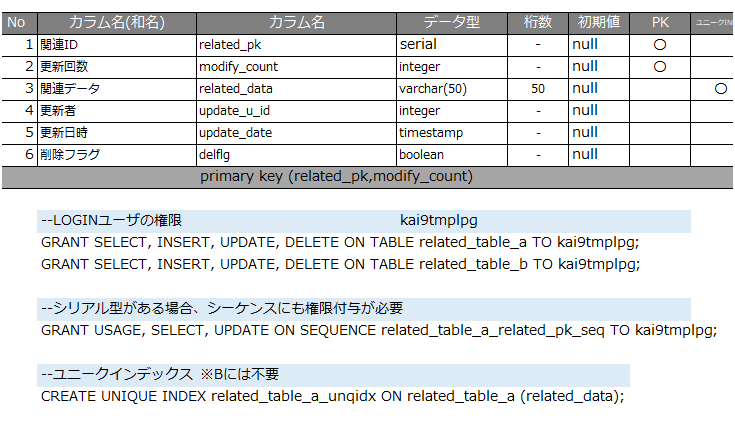 No カラム名(和名) カラム名 データ型 桁数 初期値 PK ユニークIN
1 関連ID related_pk serial - null 〇
2 更新回数 modify_count integer - null 〇
3 関連データ related_data varchar(50) 50 null 〇
4 更新者 update_u_id integer - null
5 更新日時 update_date timestamp - null
6 削除フラグ delflg boolean - null
primary key (related_pk,modify_count)
--LOGINユーザの権限 kai9tmplpg
GRANT SELECT, INSERT, UPDATE, DELETE ON TABLE related_table_a TO kai9tmplpg;
GRANT SELECT, INSERT, UPDATE, DELETE ON TABLE related_table_b TO kai9tmplpg;
--シリアル型がある場合、シーケンスにも権限付与が必要
GRANT USAGE, SELECT, UPDATE ON SEQUENCE related_table_a_related_pk_seq TO kai9tmplpg;
--ユニークインデックス ※Bには不要
CREATE UNIQUE INDEX related_table_a_unqidx ON related_table_a (related_data);